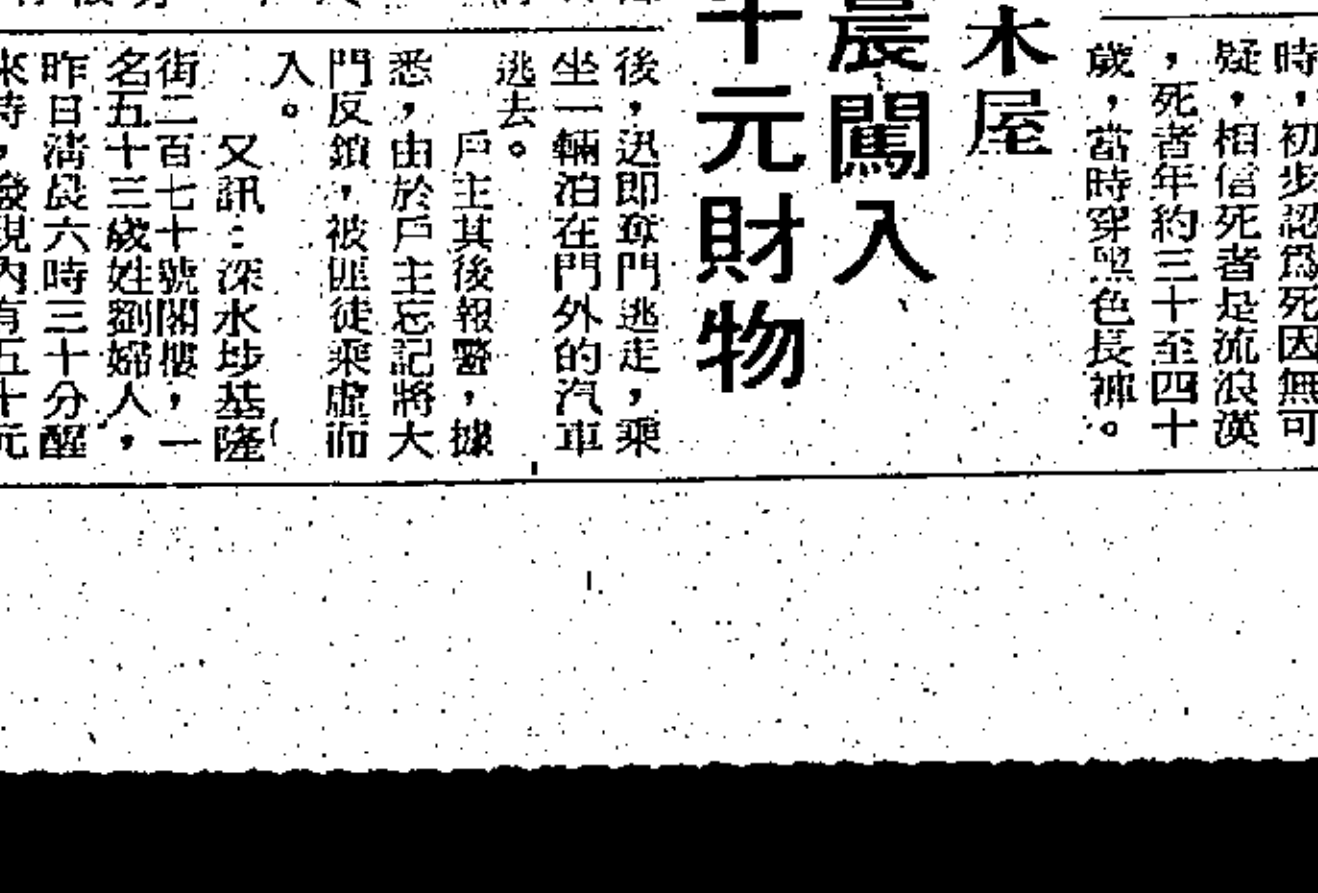 時，初步認爲死因無可
疑，相信死者是流浪漢
，死者年約三十至四十
歲，當時穿黑色長褲。
木屋
晨闖入
十元財物
後，迅即奪門逃走，乘
坐一輛泊在門外的汽車
逃去。
戶主其後報警，據
悉，由於戶主忘記將大
門反鎖，被匪徒乘虛而
入。
又訊：深水埗基隆
街二百七十號閣樓，一
名五十三歲姓劉婦人，
昨日清晨六時三十分醒
來時，發現內有五十元